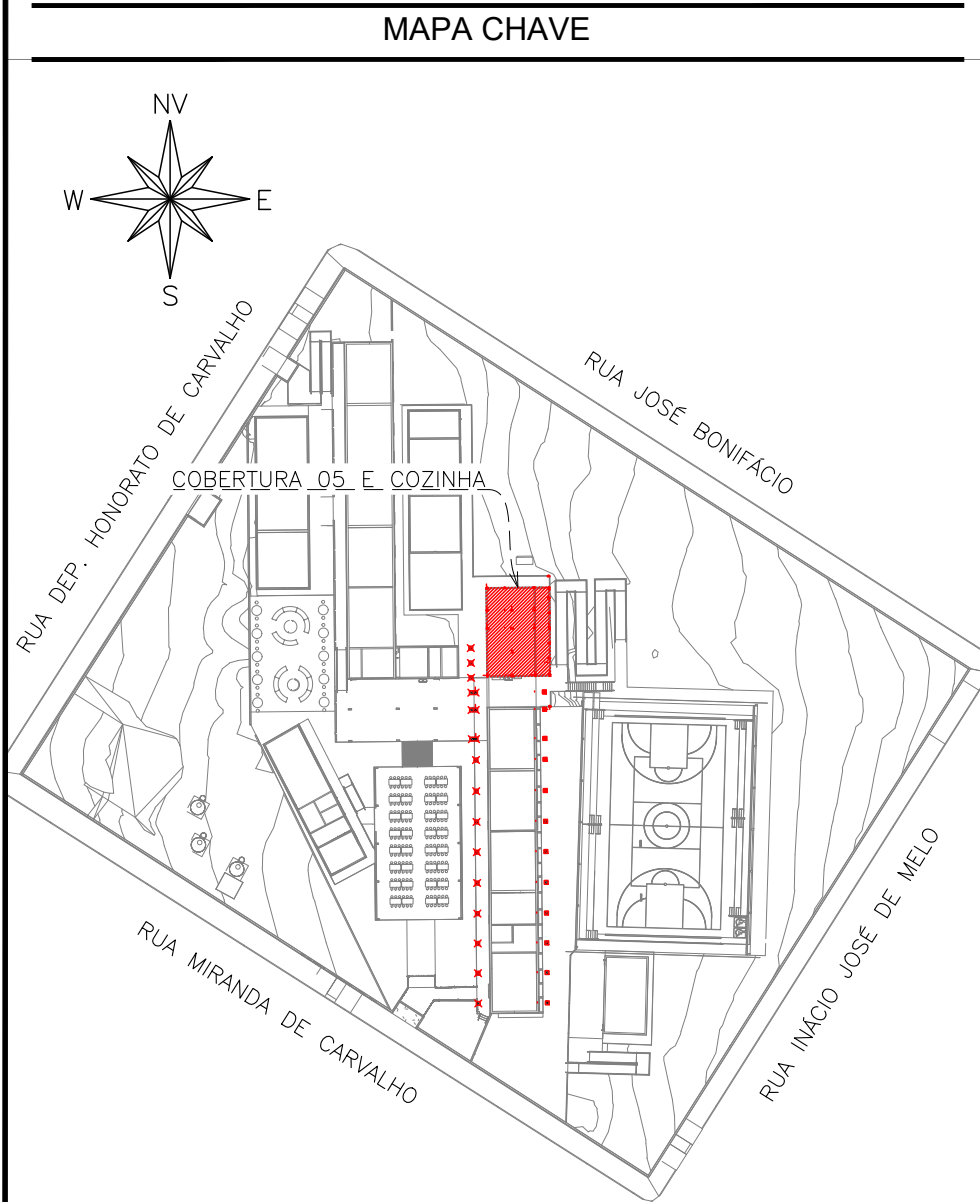 MAPA CHAVE
NV
W
E
S
RUA DEP. HONORATO DE CARVALHO
RUA JOSÉ BONIFÁCIO
COBERTURA 05 E COZINHA
RUA MIRANDA DE CARVALHO
RUA INÁCIO JOSÉ DE MELO